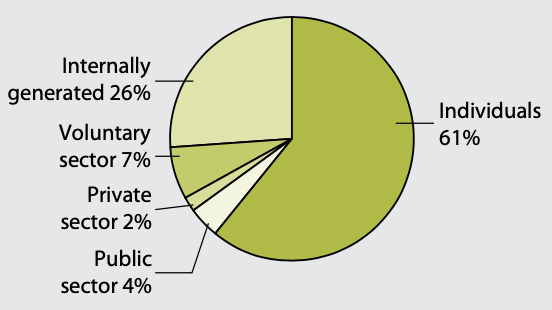 Internally
generated 26%
Individuals
61%
Voluntary
sector 7%
Private
sector 2%
Public
sector 4%